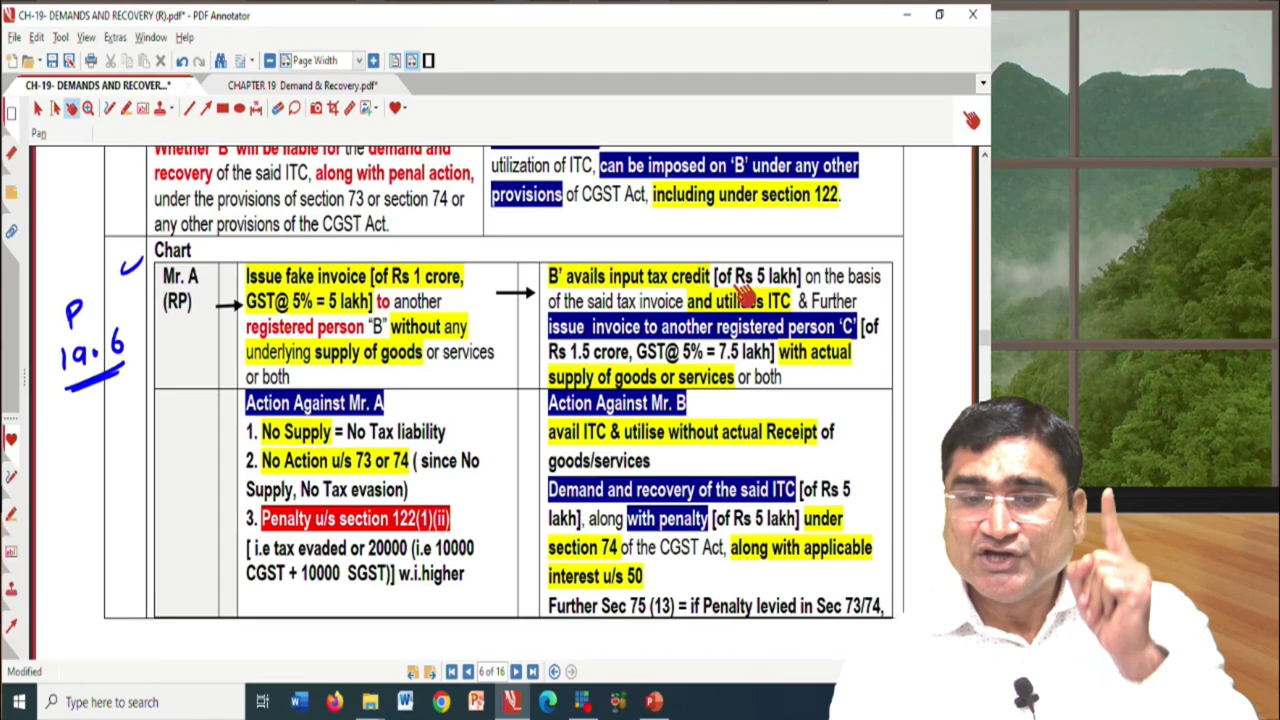 CH-19- DEMANDS AND RECOVERY (R).pdf* - PDF Annotator
File Edit Tool View Extras Window Help
Page Width
CH-19- DEMANDS AND RECOVER...* CHAPTER 19 Demand & Recovery.pdf*
Pan
Whether 'B' will be liable for the demand and
recovery of the said ITC, along with penal action,
under the provisions of section 73 or section 74 or
any other provisions of the CGST Act.
utilization of ITC, can be imposed on 'B' under any other
provisions of CGST Act, including under section 122.
P
19.6
Chart
Mr. A
(RP)
Issue fake invoice [of Rs 1 crore,
GST@ 5% = 5 lakh] to another
registered person "B" without any
underlying supply of goods or services
or both
B' avails input tax credit [of Rs 5 lakh] on the basis
of the said tax invoice and utilises ITC & Further
issue invoice to another registered person 'C' [of
Rs 1.5 crore, GST@ 5% = 7.5 lakh] with actual
supply of goods or services or both
Action Against Mr. A
1. No Supply = No Tax liability
2. No Action u/s 73 or 74 ( since No
Supply, No Tax evasion)
3. Penalty u/s section 122(1)(ii)
[ i.e tax evaded or 20000 (i.e 10000
CGST + 10000 SGST)] w.i.higher
Action Against Mr. B
avail ITC & utilise without actual Receipt of
goods/services
Demand and recovery of the said ITC [of Rs 5
lakh], along with penalty [of Rs 5 lakh] under
section 74 of the CGST Act, along with applicable
interest u/s 50
Further Sec 75 (13) = if Penalty levied in Sec 73/74,
Modified
6 of 16
Type here to search